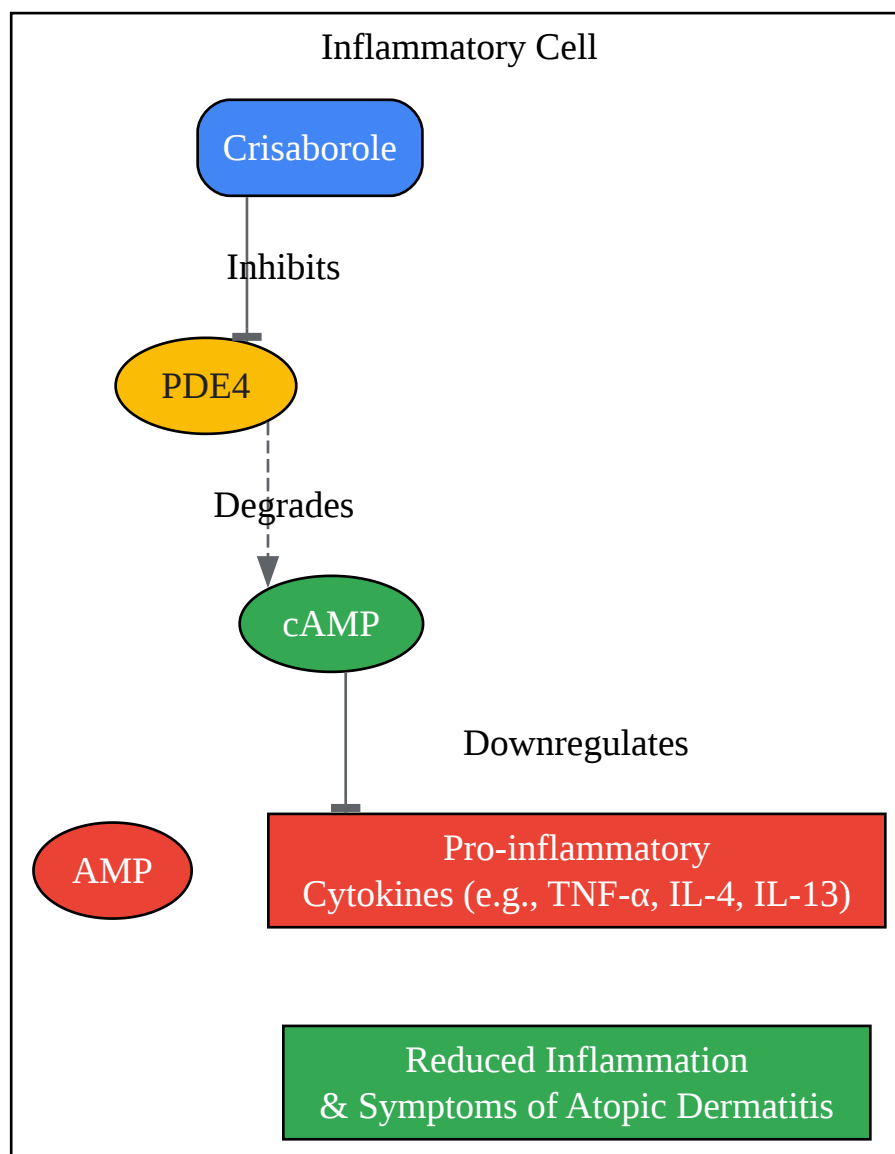 Inflammatory Cell
Crisaborole
Inhibits
PDE4
Degrades
cAMP
Downregulates
AMP
Pro-inflammatory
Cytokines (e.g., TNF-α, IL-4, IL-13)
Reduced Inflammation
& Symptoms of Atopic Dermatitis